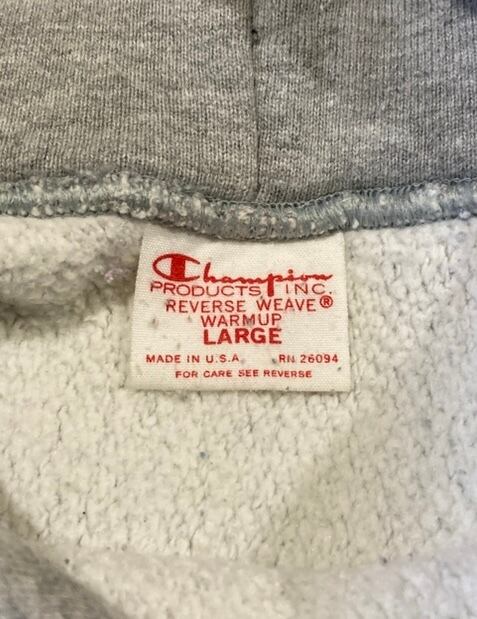 Champion
PRODUCTS INC.
REVERSE WEAVE®
WARMUP
LARGE
MADE IN U.S.A. RN 26094
FOR CARE SEE REVERSE